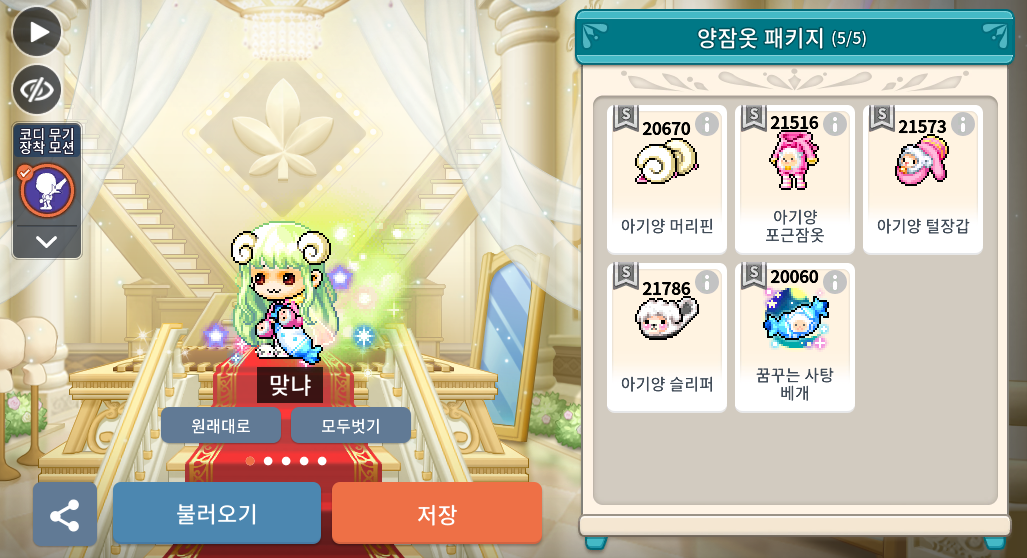 양잠옷 패키지 (5/5)
코디 무기
장착 모션
S
20670
아기양 머리핀
S
21516
아기양
포근잠옷
S
21573
아기양 털장갑
S
21786
아기양 슬리퍼
S
20060
꿈꾸는 사탕
베개
맞냐
원래대로
모두벗기
불러오기
저장